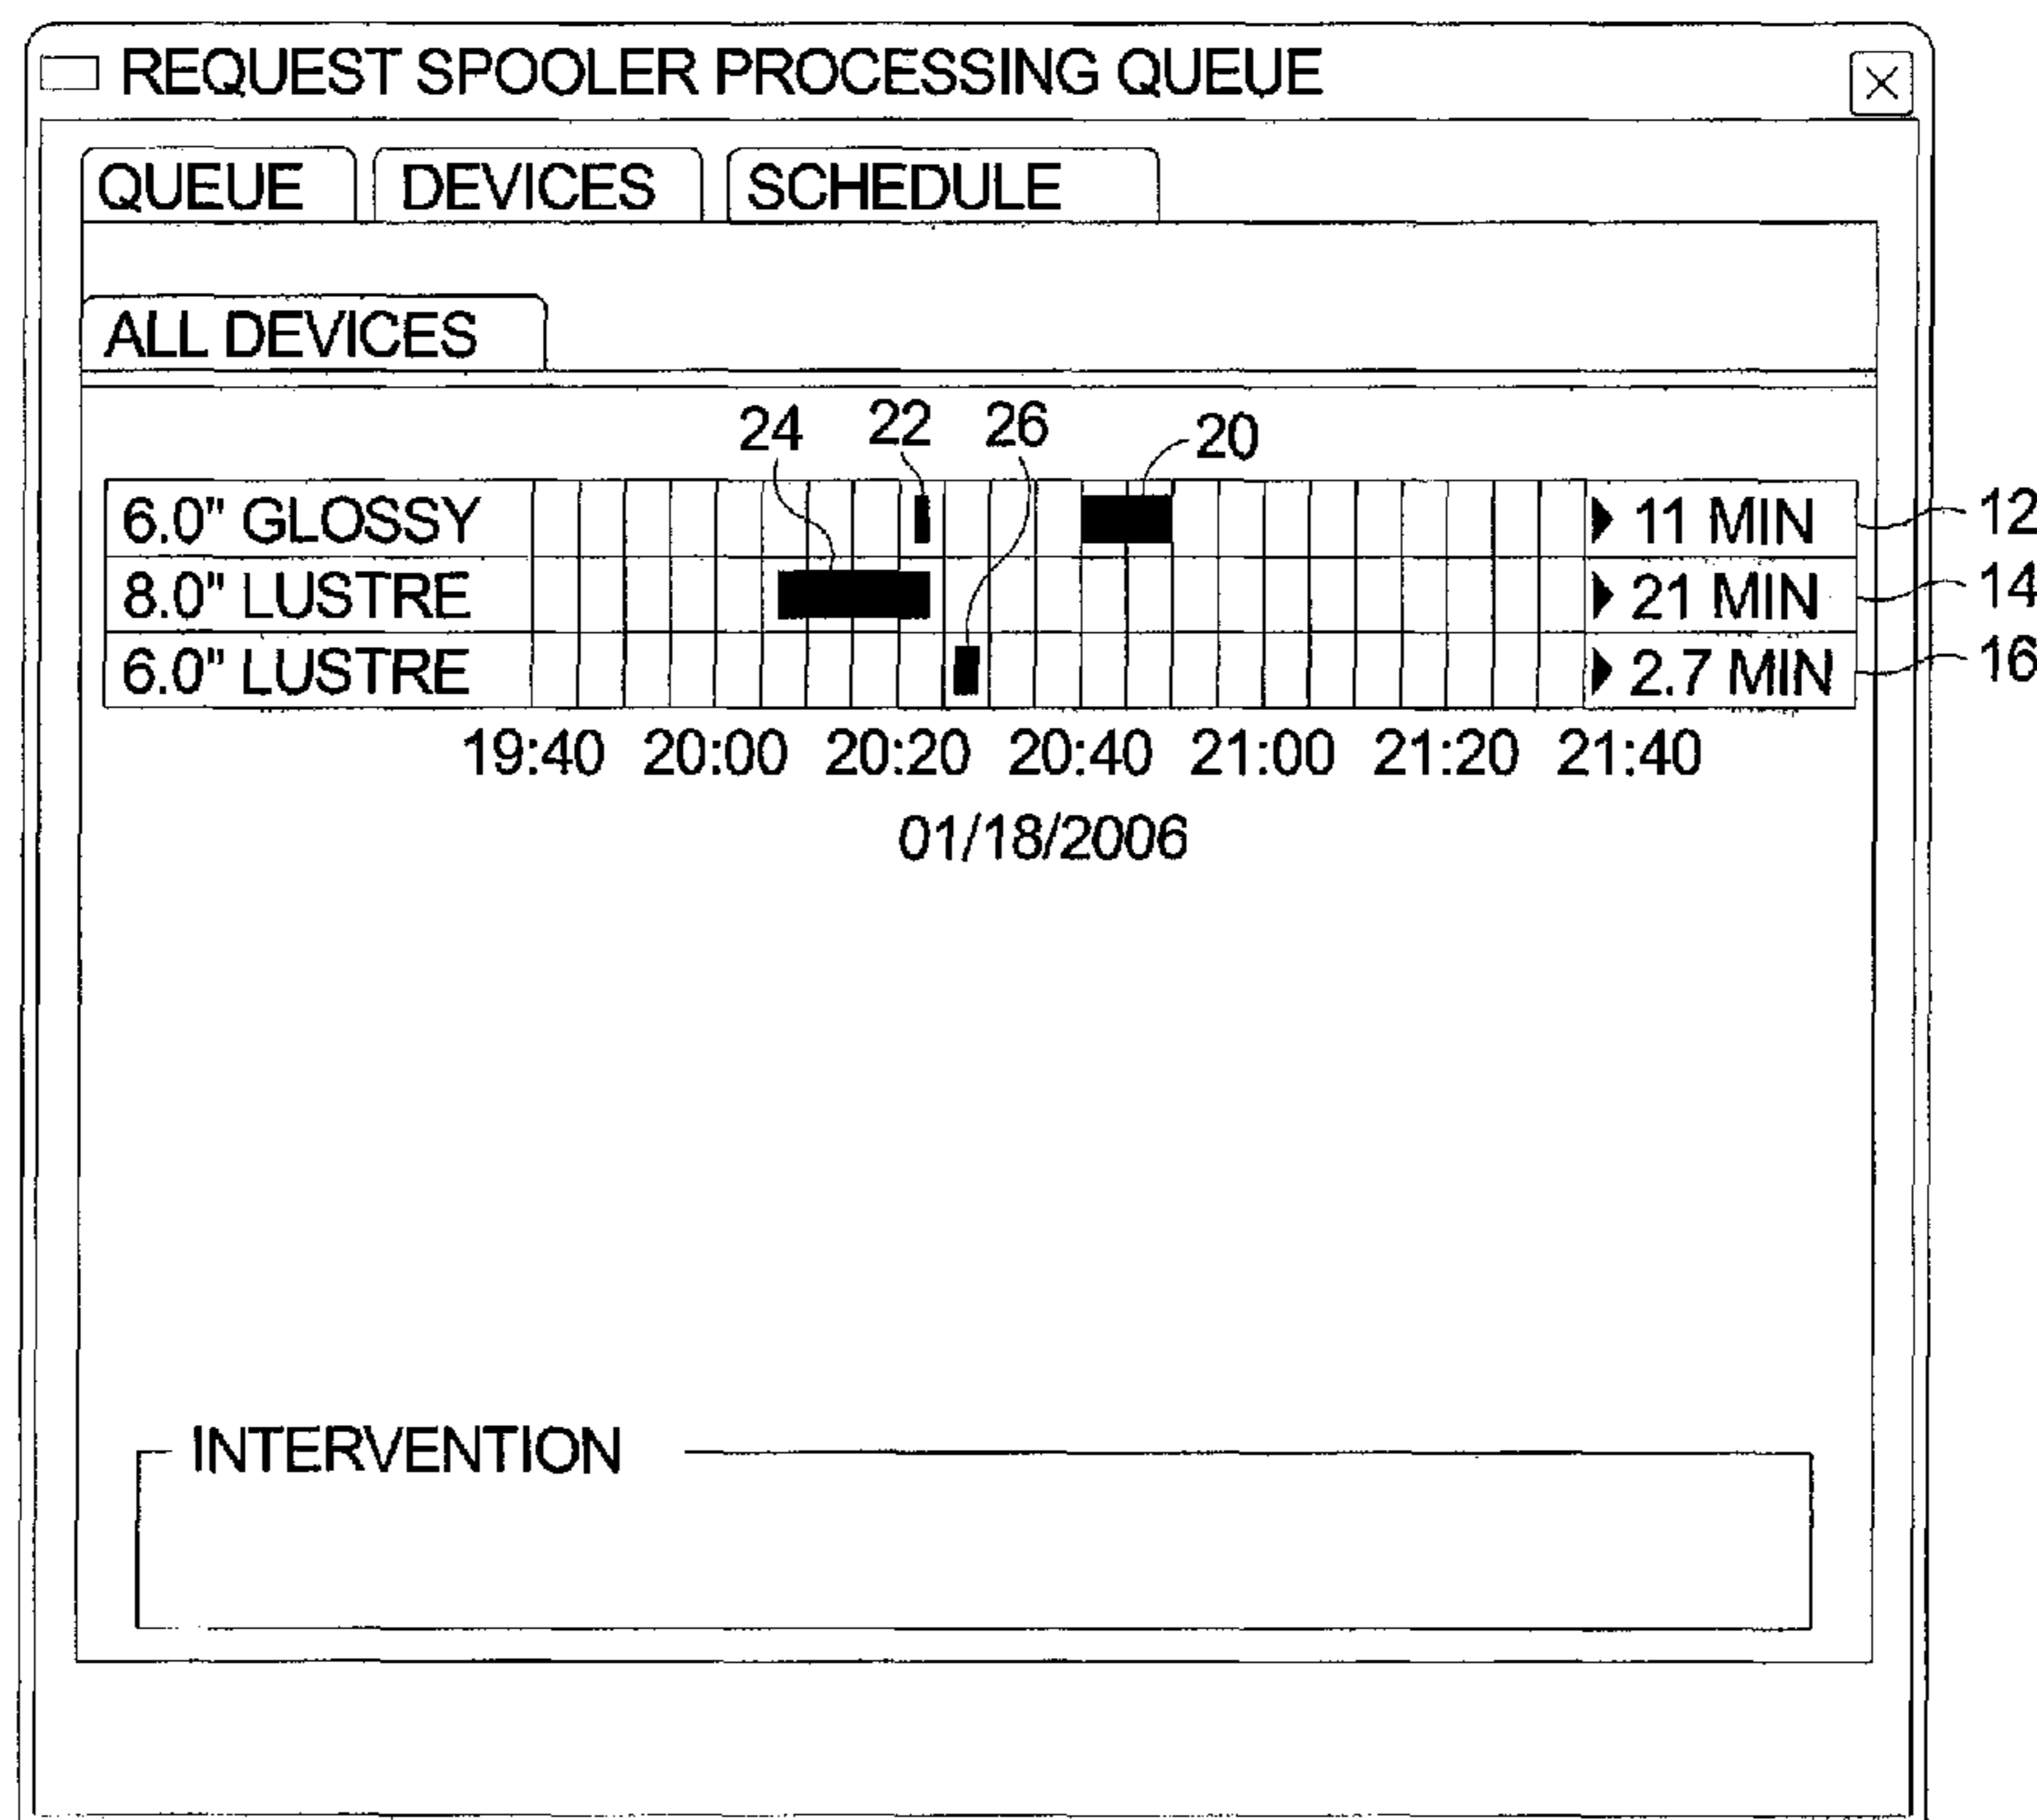 REQUEST SPOOLER PROCESSING QUEUE
QUEUE DEVICES SCHEDULE
ALL DEVICES
24 22 26 20
6.0" GLOSSY 11 MIN 12
8.0" LUSTRE 21 MIN 14
6.0" LUSTRE 2.7 MIN 16
19:40 20:00 20:20 20:40 21:00 21:20 21:40
01/18/2006
INTERVENTION